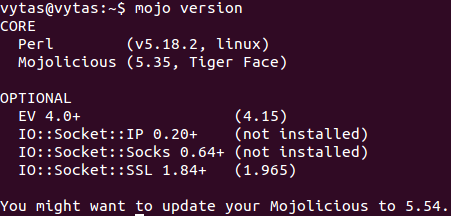 vytas@vytas:~$ mojo version
CORE
  Perl        (v5.18.2, linux)
  Mojolicious (5.35, Tiger Face)

OPTIONAL
  EV 4.0+                 (4.15)
  IO::Socket::IP 0.20+    (not installed)
  IO::Socket::Socks 0.64+ (not installed)
  IO::Socket::SSL 1.84+   (1.965)

You might want to update your Mojolicious to 5.54.